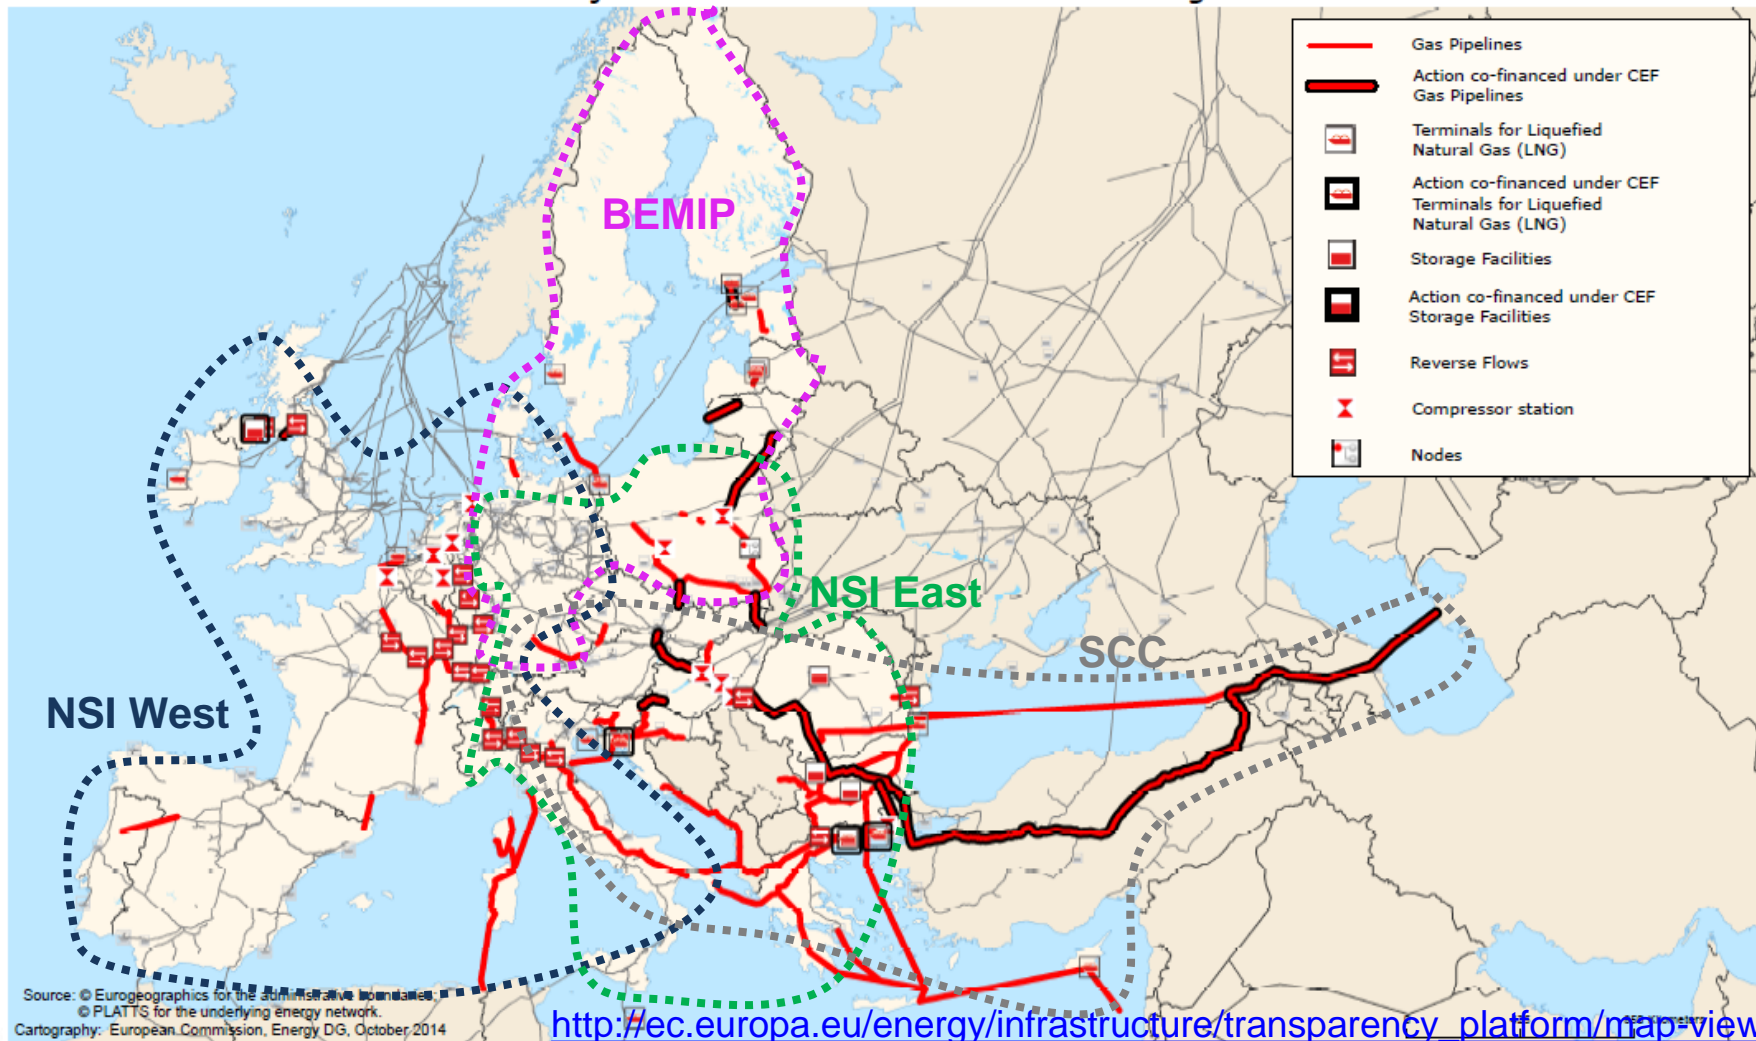 Gas Pipelines
Action co-financed under CEF
Gas Pipelines
Terminals for Liquefied
Natural Gas (LNG)
Action co-financed under CEF
Terminals for Liquefied
Natural Gas (LNG)
Storage Facilities
Action co-financed under CEF
Storage Facilities
Reverse Flows
Compressor station
Nodes
BEMIP
NSI East
SCC
NSI West
Source: © Eurogeographics for the administrative boundaries;
© PLATTS for the underlying energy network.
Cartography: European Commission, Energy DG, October 2014
http://ec.europa.eu/energy/infrastructure/transparency_platform/map-view
Kilometers